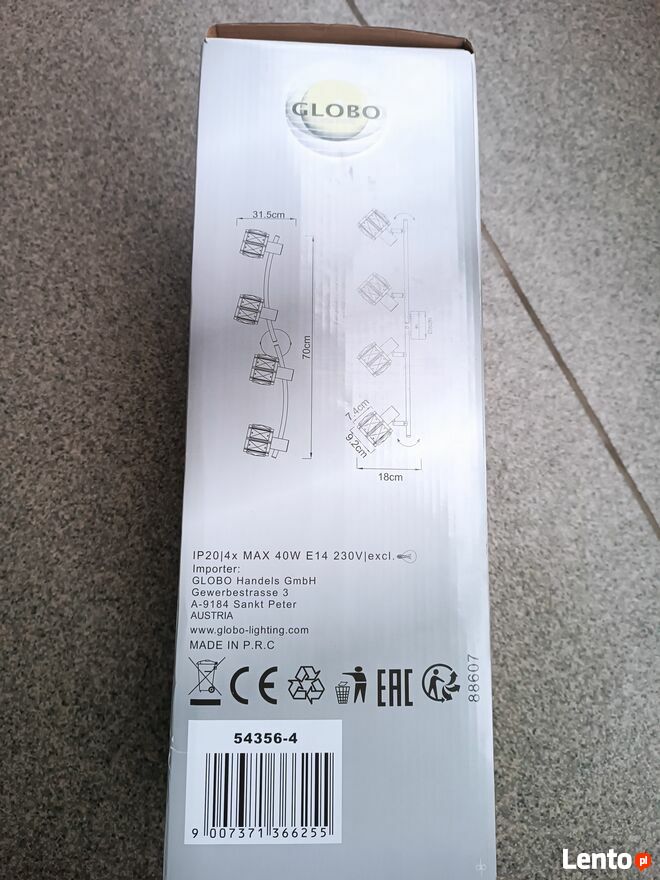 GLOBO
31.5cm
70cm
7.4cm
9.2cm
18cm
IP20|4x MAX 40W E14 230V|excl.
Importer:
GLOBO Handels GmbH
Gewerbestrasse 3
A-9184 Sankt Peter
AUSTRIA
www.globo-lighting.com
MADE IN P.R.C
CE
EAC
88607
54356-4
9 007371 366255
Lento.pl